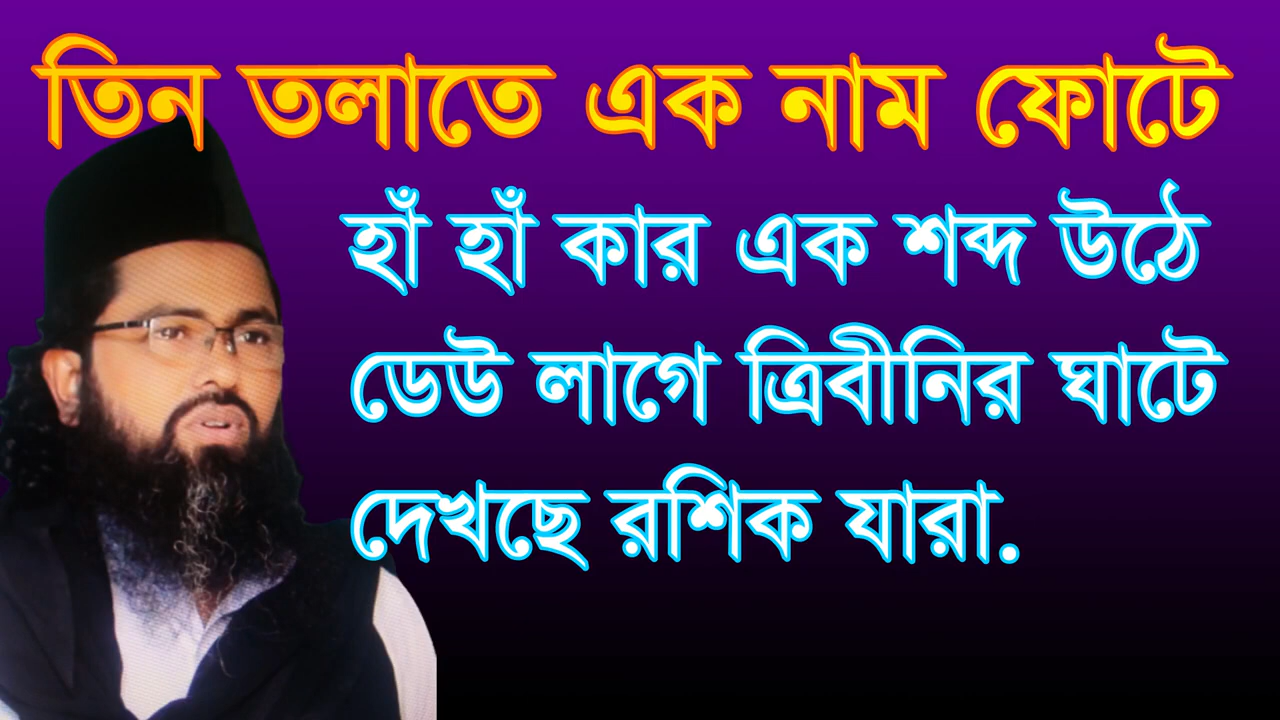 তিন তলাতে এক নাম ফোটে
হাঁ হাঁ কার এক শব্দ উঠে
ডেউ লাগে ত্রিবীনির ঘাটে
দেখছে রশিক যারা.